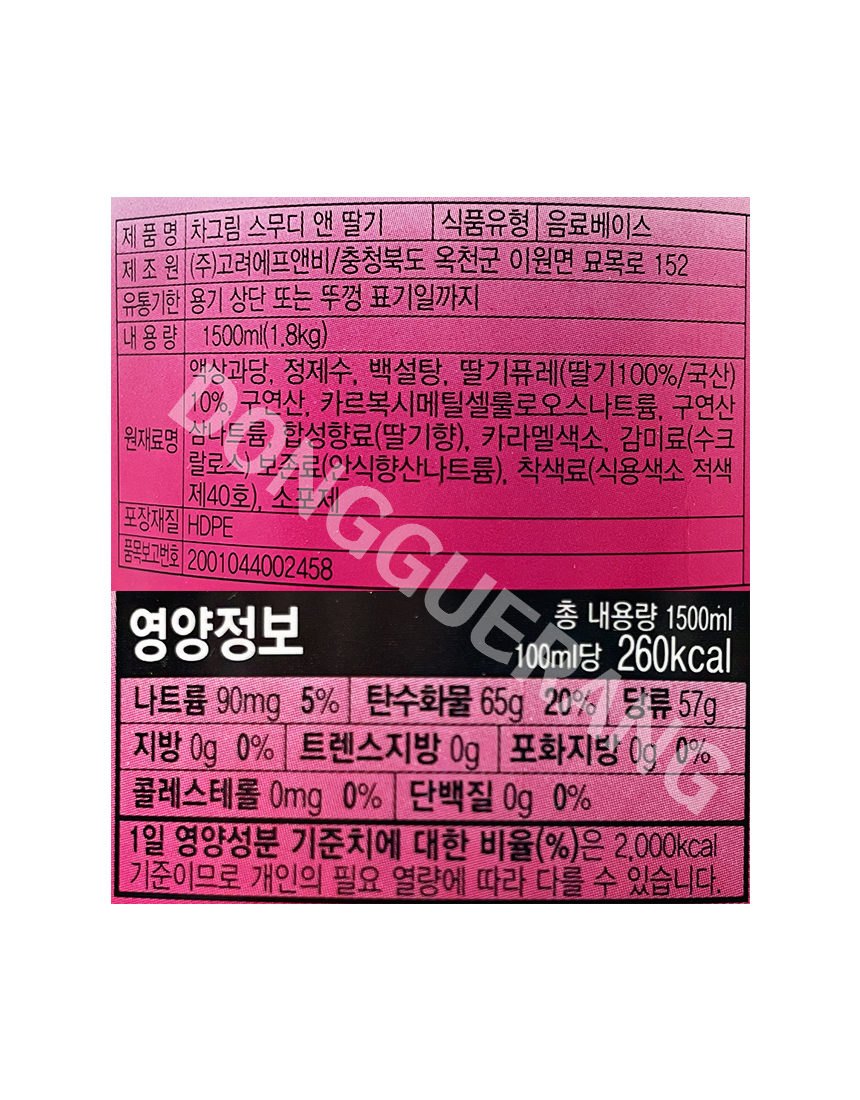 제품명 차그림 스무디 앤 딸기 식품유형 음료베이스
제조원 (주)고려에프앤비/충청북도 옥천군 이원면 묘목로 152
유통기한 용기 상단 또는 뚜껑 표기일까지
내용량 1500ml(1.8kg)
원재료명 액상과당, 정제수, 백설탕, 딸기퓨레(딸기100%/국산)
10%, 구연산, 카르복시메틸셀룰로오스나트륨, 구연산
삼나트륨, 합성향료(딸기향), 카라멜색소, 감미료(수크
랄로스) 보존료(안식향산나트륨), 착색료(식용색소 적색
제40호), 소포제
포장재질 HDPE
품목보고번호 2001044002458
영양정보 총 내용량 1500ml
100ml당 260kcal
나트륨 90mg 5% 탄수화물 65g 20% 당류 57g
지방 0g 0% 트렌스지방 0g 포화지방 0g 0%
콜레스테롤 0mg 0% 단백질 0g 0%
1일 영양성분 기준치에 대한 비율(%)은 2,000kcal
기준이므로 개인의 필요 열량에 따라 다를 수 있습니다.
DONGGUERANG